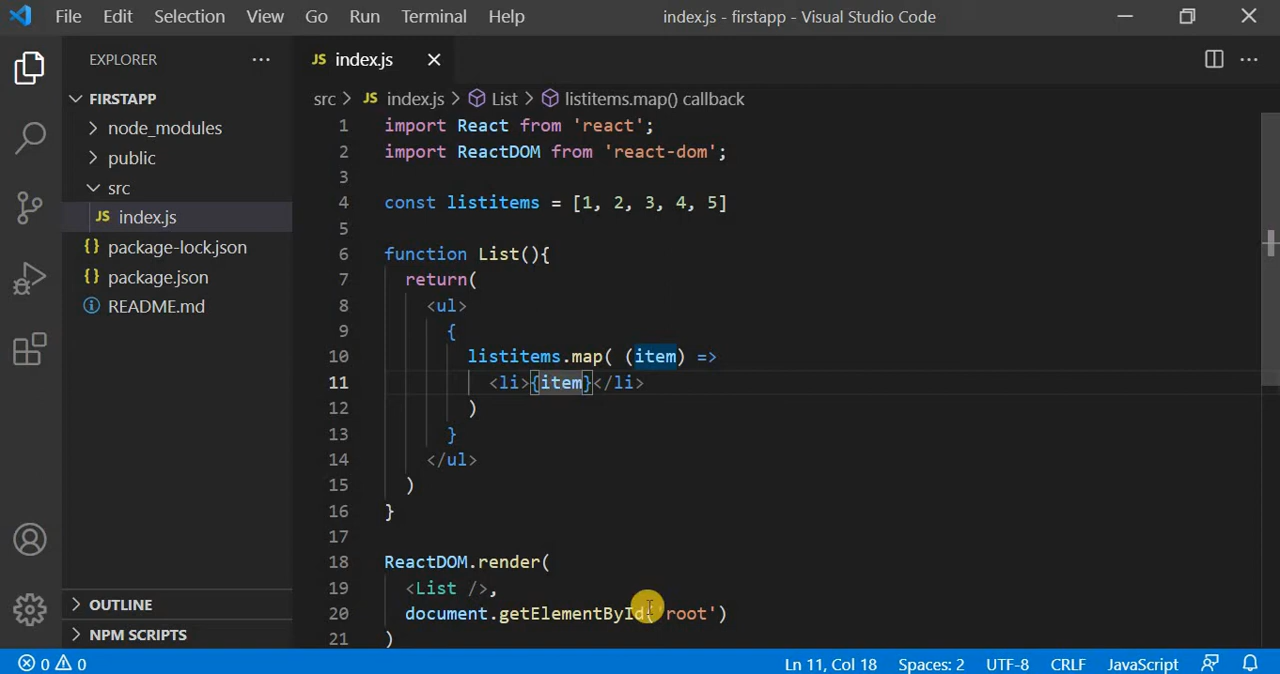 File Edit Selection View Go Run Terminal Help index.js - firstapp - Visual Studio Code
EXPLORER ···
JS index.js
FIRSTAPP
node_modules
public
src
JS index.js
{} package-lock.json
{} package.json
README.md
OUTLINE
NPM SCRIPTS
src > JS index.js > List > listitems.map() callback
1 import React from 'react';
2 import ReactDOM from 'react-dom';
3
4 const listitems = [1, 2, 3, 4, 5]
5
6 function List(){
7 return(
8 <ul>
9 {
10 listitems.map( (item) =>
11 <li>{item}</li>
12 )
13 }
14 </ul>
15 )
16 }
17
18 ReactDOM.render(
19 <List />,
20 document.getElementById('root')
21 )
0 0 Ln 11, Col 18 Spaces: 2 UTF-8 CRLF JavaScript